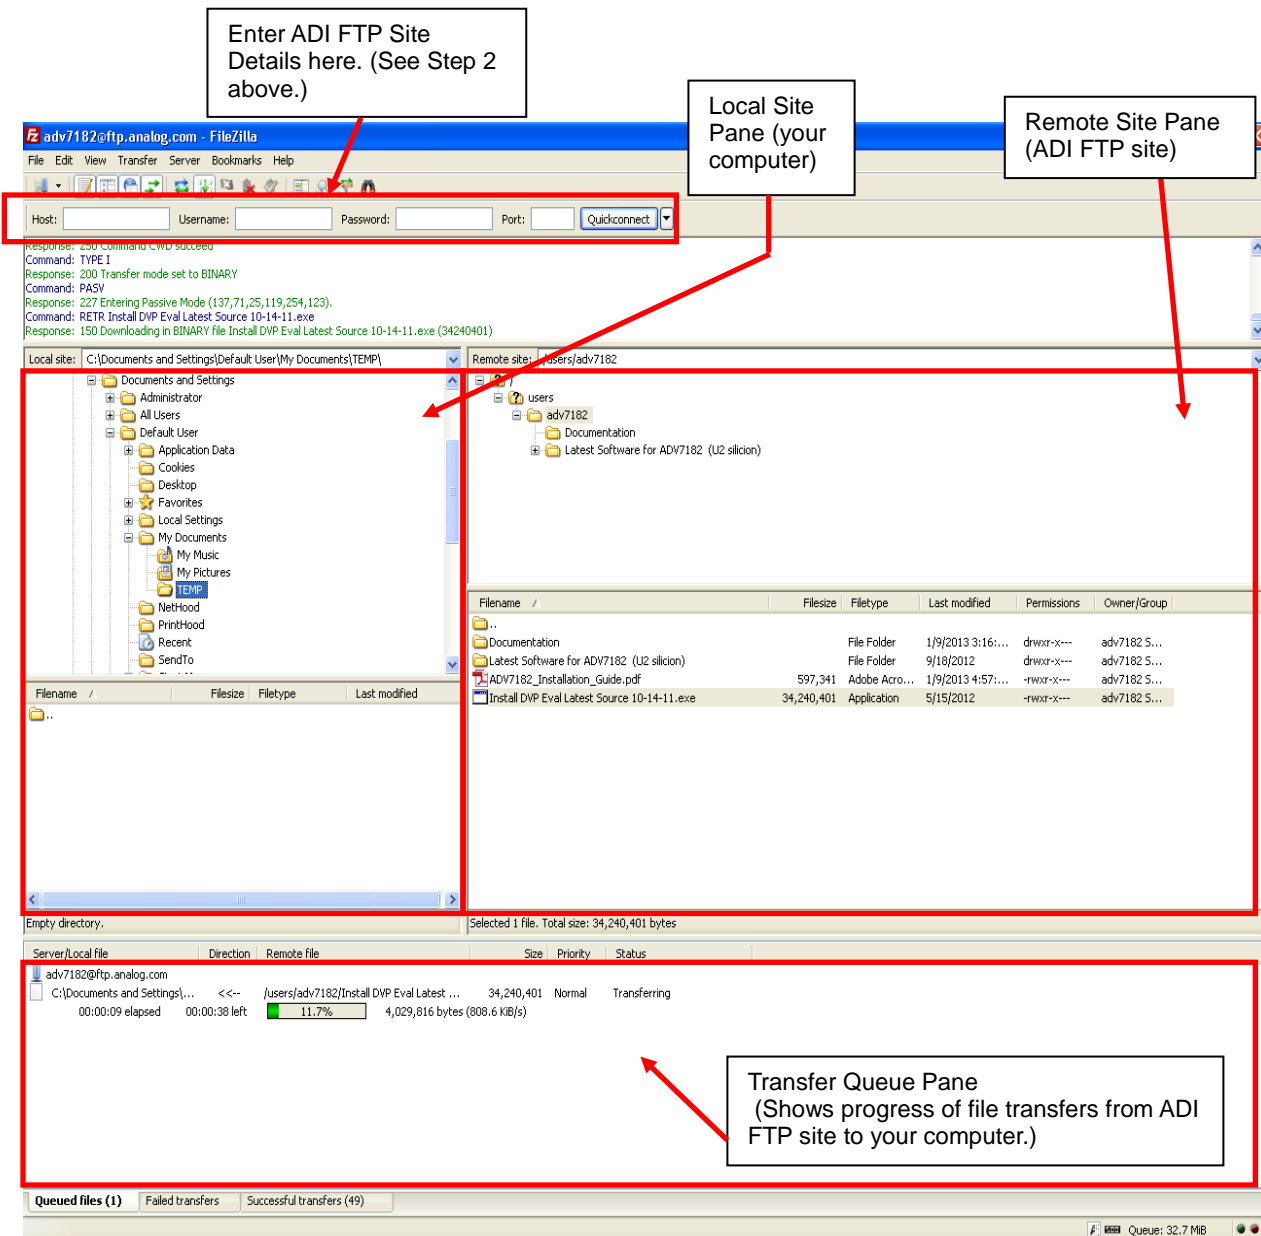 Enter ADI FTP Site
Details here. (See Step 2
above.)
Local Site
Pane (your
computer)
Remote Site Pane
(ADI FTP site)
adv7182@ftp.analog.com - FileZilla
File Edit View Transfer Server Bookmarks Help
Host: Username: Password: Port: Quickconnect
Response: 250 Command CWD succeed
Command: TYPE I
Response: 200 Transfer mode set to BINARY
Command: PASV
Response: 227 Entering Passive Mode (137,71,25,119,254,123).
Command: RETR Install DVP Eval Latest Source 10-14-11.exe
Response: 150 Downloading in BINARY file Install DVP Eval Latest Source 10-14-11.exe (34240401)
Local site: C:\Documents and Settings\Default User\My Documents\TEMP\
Documents and Settings
Administrator
All Users
Default User
Application Data
Cookies
Desktop
Favorites
Local Settings
My Documents
My Music
My Pictures
TEMP
NetHood
PrintHood
Recent
SendTo
Filename / Filesize Filetype Last modified
..
Empty directory.
Remote site: /users/adv7182
/
users
adv7182
Documentation
Latest Software for ADV7182 (U2 silicon)
Filename / Filesize Filetype Last modified Permissions Owner/Group
..
Documentation File Folder 1/9/2013 3:16:... drwxr-x--- adv7182 S...
Latest Software for ADV7182 (U2 silicon) File Folder 9/18/2012 drwxr-x--- adv7182 S...
ADV7182_Installation_Guide.pdf 597,341 Adobe Acro... 1/9/2013 4:57:... -rwxr-x--- adv7182 S...
Install DVP Eval Latest Source 10-14-11.exe 34,240,401 Application 5/15/2012 -rwxr-x--- adv7182 S...
Selected 1 file. Total size: 34,240,401 bytes
Server/Local file Direction Remote file Size Priority Status
adv7182@ftp.analog.com
C:\Documents and Settings\... <<-- /users/adv7182/Install DVP Eval Latest ... 34,240,401 Normal Transferring
00:00:09 elapsed 00:00:38 left 11.7% 4,029,816 bytes (808.6 KiB/s)
Transfer Queue Pane
(Shows progress of file transfers from ADI
FTP site to your computer.)
Queued files (1) Failed transfers Successful transfers (49)
Queue: 32.7 MiB